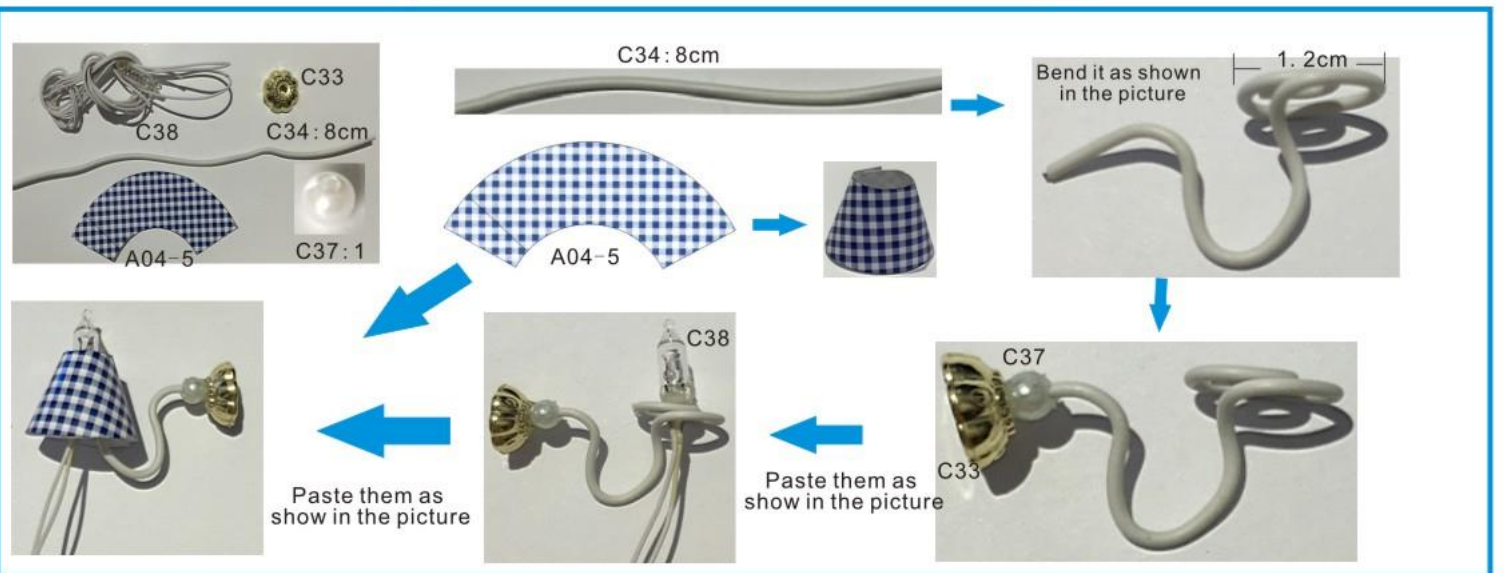 C33
C38
C34:8cm
A04-5
C37:1
C34:8cm
A04-5
Bend it as shown
in the picture
1.2cm
C37
C33
Paste them as
show in the picture
C38
Paste them as
show in the picture